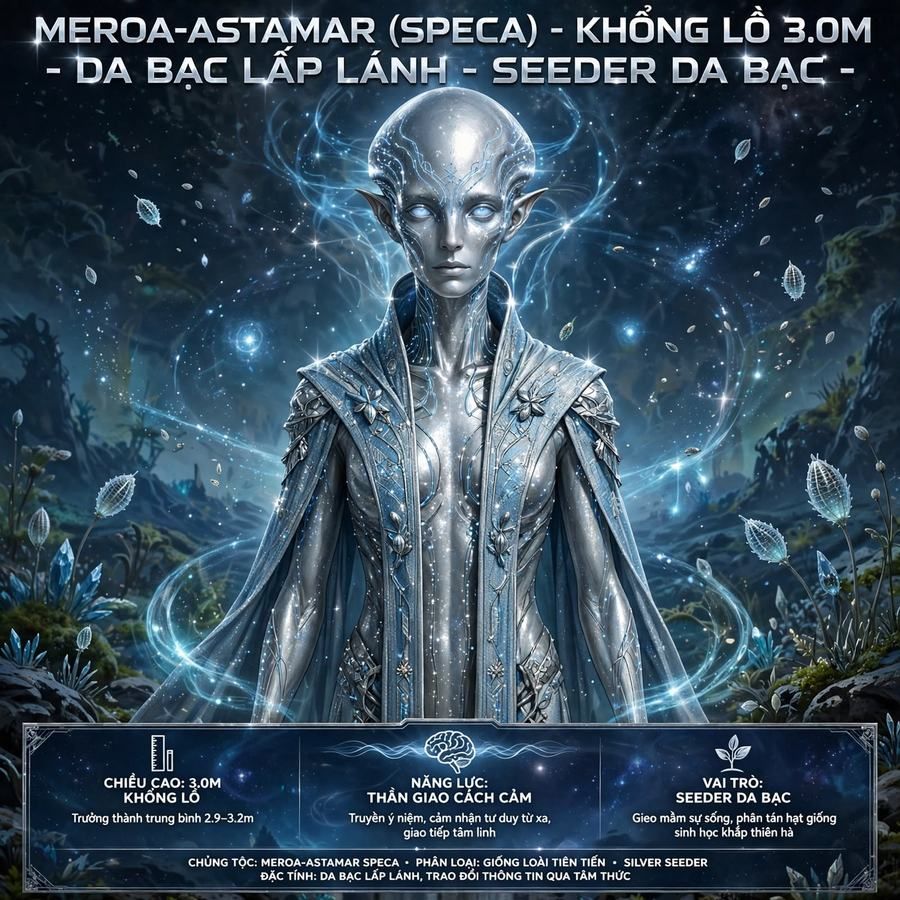 MEROA-ASTAMAR (SPECA) - KHỔNG LỒ 3.0M
- DA BẠC LẤP LÁNH - SEEDER DA BẠC -
CHIỀU CAO: 3.0M
KHỔNG LỒ
Trưởng thành trung bình 2.9–3.2m
NĂNG LỰC:
THẦN GIAO CÁCH CẢM
Truyền ý niệm, cảm nhận tư duy từ xa,
giao tiếp tâm linh
VAI TRÒ:
SEEDER DA BẠC
Gieo mầm sự sống, phân tán hạt giống
sinh học khắp thiên hà
CHỦNG TỘC: MEROA-ASTAMAR SPECA • PHÂN LOẠI: GIỐNG LOÀI TIÊN TIẾN • SILVER SEEDER
ĐẶC TÍNH: DA BẠC LẤP LÁNH, TRAO ĐỔI THÔNG TIN QUA TÂM THỨC